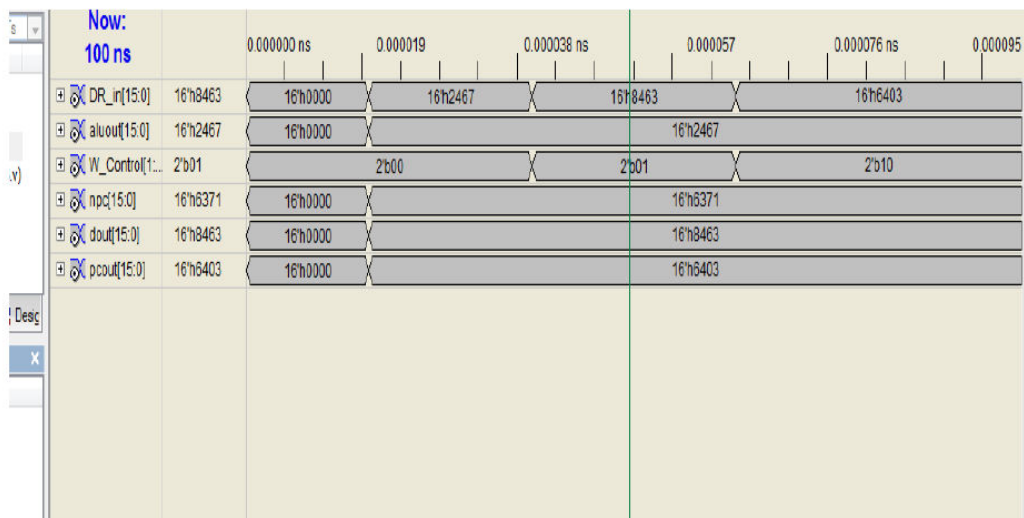 's
Now:
100 ns
0.000000 ns 0.000019 0.000038 ns 0.000057 0.000076 ns 0.000095
DR_in[15:0] 16'h8463 16'h0000 16'h2467 16'h8463 16'h6403
aluout[15:0] 16'h2467 16'h0000 16'h2467
W_Control[1:... 2'b01 2'b00 2'b01 2'b10
.v)
npc[15:0] 16'h6371 16'h0000 16'h6371
dout[15:0] 16'h8463 16'h0000 16'h8463
pcout[15:0] 16'h6403 16'h0000 16'h6403
Desig
X